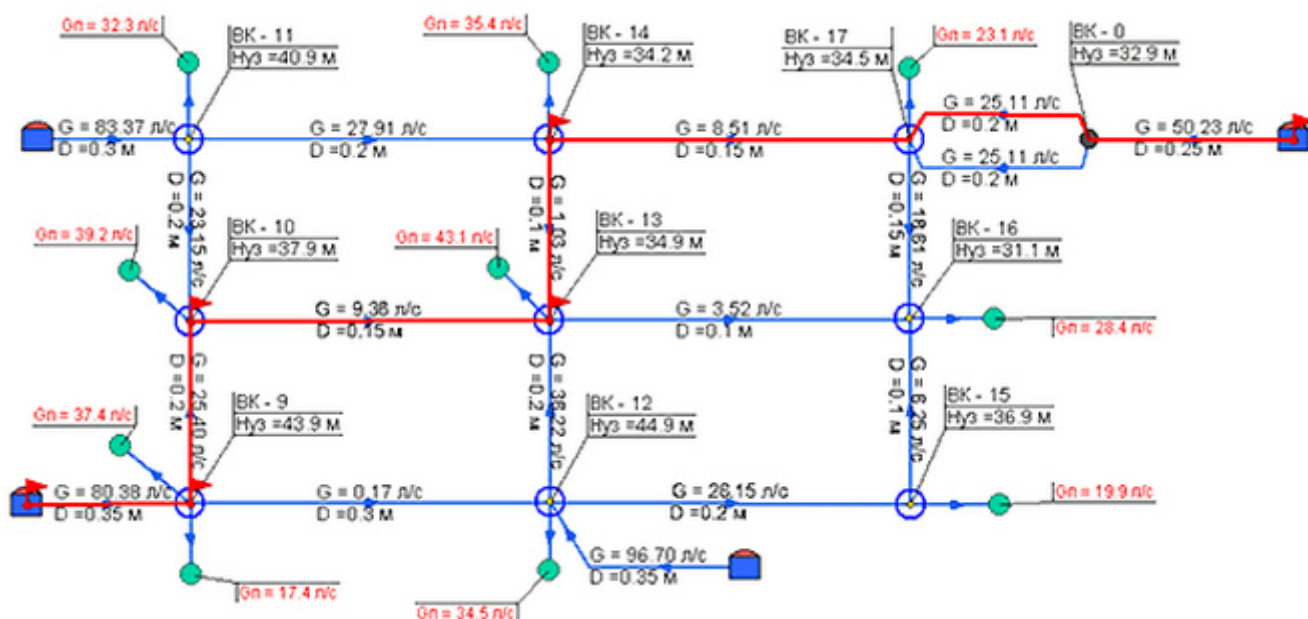 Gп = 32.3 л/с
ВК - 11
Нуз =40.9 м
Gп = 35.4 л/с
ВК - 14
Нуз =34.2 м
ВК - 17
Нуз =34.5 м
Gп = 23.1 л/с
ВК - 0
Нуз =32.9 м
G = 83.37 л/с
D =0.3 м
G = 27.91 л/с
D =0.2 м
G = 8.51 л/с
D =0.15 м
G = 25.11 л/с
D =0.2 м
G = 25.11 л/с
D =0.2 м
G = 50.23 л/с
D =0.25 м
G = 23.15 л/с
D =0.2 м
G = 1.03 л/с
D =0.1 м
G = 18.61 л/с
D =0.15 м
Gп = 39.2 л/с
ВК - 10
Нуз =37.9 м
Gп = 43.1 л/с
ВК - 13
Нуз =34.9 м
ВК - 16
Нуз =31.1 м
G = 9.38 л/с
D =0.15 м
G = 3.52 л/с
D =0.1 м
Gп = 28.4 л/с
G = 25.40 л/с
D =0.2 м
G = 36.22 л/с
D =0.2 м
G = 6.25 л/с
D =0.1 м
Gп = 37.4 л/с
ВК - 9
Нуз =43.9 м
ВК - 12
Нуз =44.9 м
ВК - 15
Нуз =36.9 м
G = 80.38 л/с
D =0.35 м
G = 0.17 л/с
D =0.3 м
G = 26.15 л/с
D =0.2 м
Gп = 19.9 л/с
G = 96.70 л/с
D =0.35 м
Gп = 17.4 л/с
Gп = 34.5 л/с